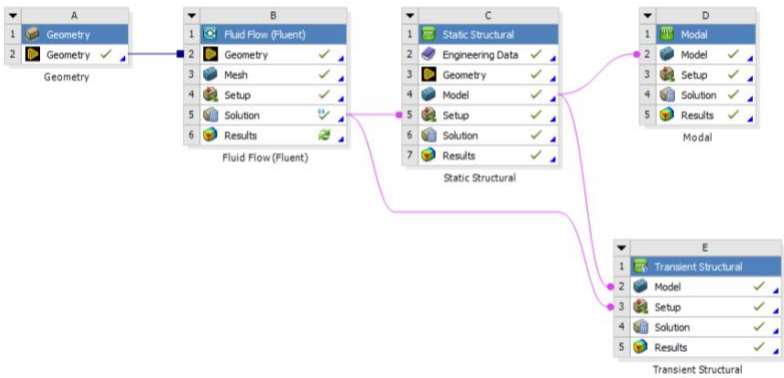 A
1 Geometry
2 Geometry
Geometry
B
1 Fluid Flow (Fluent)
2 Geometry
3 Mesh
4 Setup
5 Solution
6 Results
Fluid Flow (Fluent)
C
1 Static Structural
2 Engineering Data
3 Geometry
4 Model
5 Setup
6 Solution
7 Results
Static Structural
D
1 Modal
2 Model
3 Setup
4 Solution
5 Results
Modal
E
1 Transient Structural
2 Model
3 Setup
4 Solution
5 Results
Transient Structural